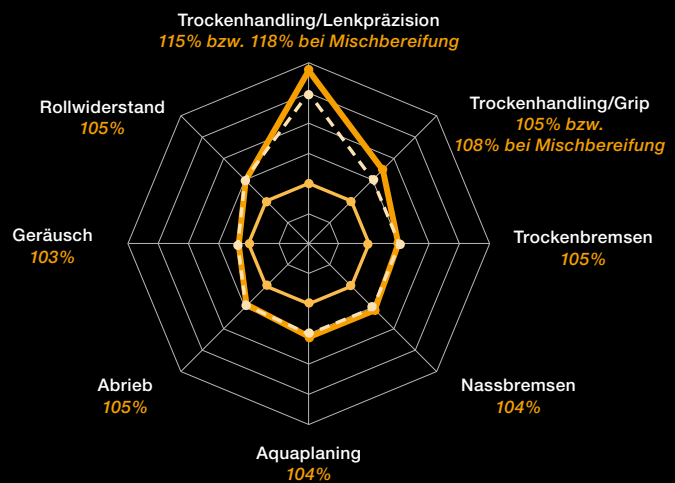 Trockenhandling/Lenkpräzision
115% bzw. 118% bei Mischbereifung
Trockenhandling/Grip
105% bzw.
108% bei Mischbereifung
Rollwiderstand
105%
Geräusch
103%
Trockenbremsen
105%
Abrieb
105%
Nassbremsen
104%
Aquaplaning
104%